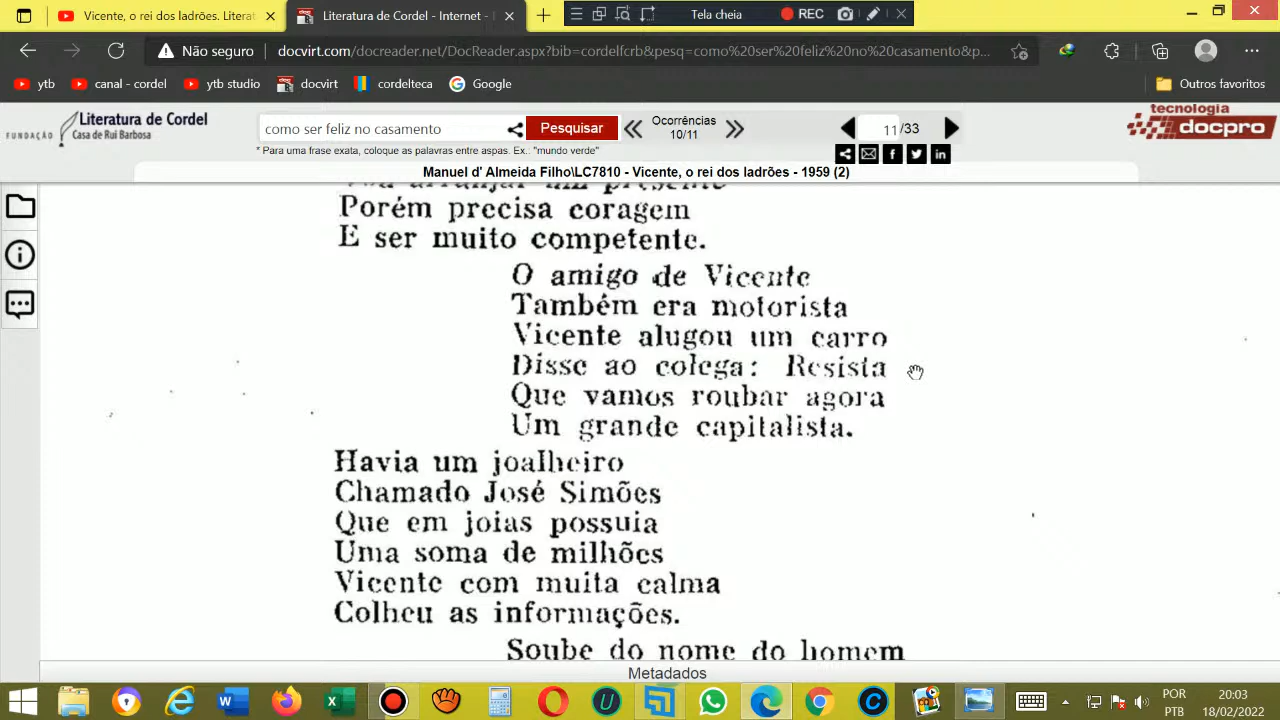 Vicente, o rei dos ladrões. Literat
Literatura de Cordel - Internet -
Tela cheia
REC
Não seguro
docvirt.com/docreader.net/DocReader.aspx?bib=cordelfcrb&pesq=como%20ser%20feliz%20no%20casamento&p...
ytb
canal - cordel
ytb studio
docvirt
cordelteca
Google
Outros favoritos
FUNDAÇÃO
Literatura de Cordel
Casa de Rui Barbosa
como ser feliz no casamento
Pesquisar
Ocorrências
10/11
11/33
tecnologia
docpro
* Para uma frase exata, coloque as palavras entre aspas. Ex.: "mundo verde"
Manuel d' Almeida Filho\LC7810 - Vicente, o rei dos ladrões - 1959 (2)
Porém precisa coragem
E ser muito competente.
O amigo de Vicente
Também era motorista
Vicente alugou um carro
Disse ao colega: Resista
Que vamos roubar agora
Um grande capitalista.
Havia um joalheiro
Chamado José Simões
Que em joias possuia
Uma soma de milhões
Vicente com muita calma
Colheu as informações.
Soube do nome do homem
Metadados
POR
PTB
20:03
18/02/2022